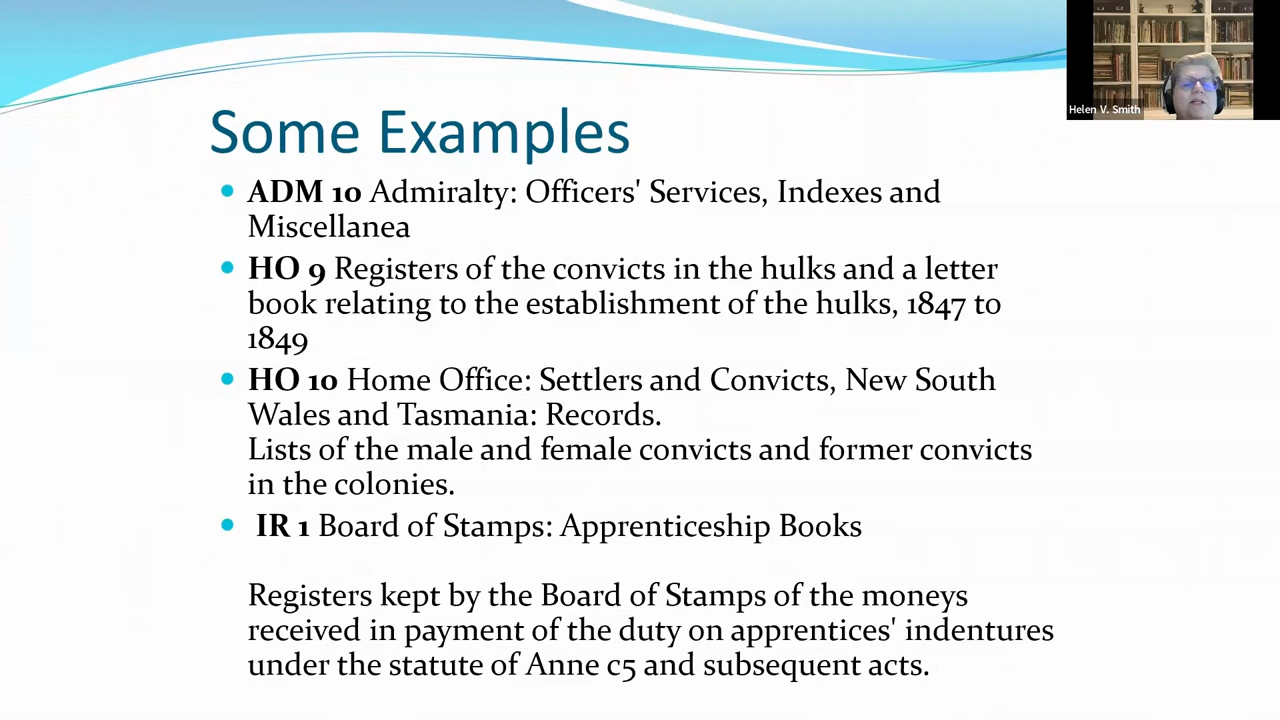 Helen V. Smith
Some Examples
ADM 10 Admiralty: Officers' Services, Indexes and
Miscellanea
HO 9 Registers of the convicts in the hulks and a letter
book relating to the establishment of the hulks, 1847 to
1849
HO 10 Home Office: Settlers and Convicts, New South
Wales and Tasmania: Records.
Lists of the male and female convicts and former convicts
in the colonies.
IR 1 Board of Stamps: Apprenticeship Books
Registers kept by the Board of Stamps of the moneys
received in payment of the duty on apprentices' indentures
under the statute of Anne c5 and subsequent acts.